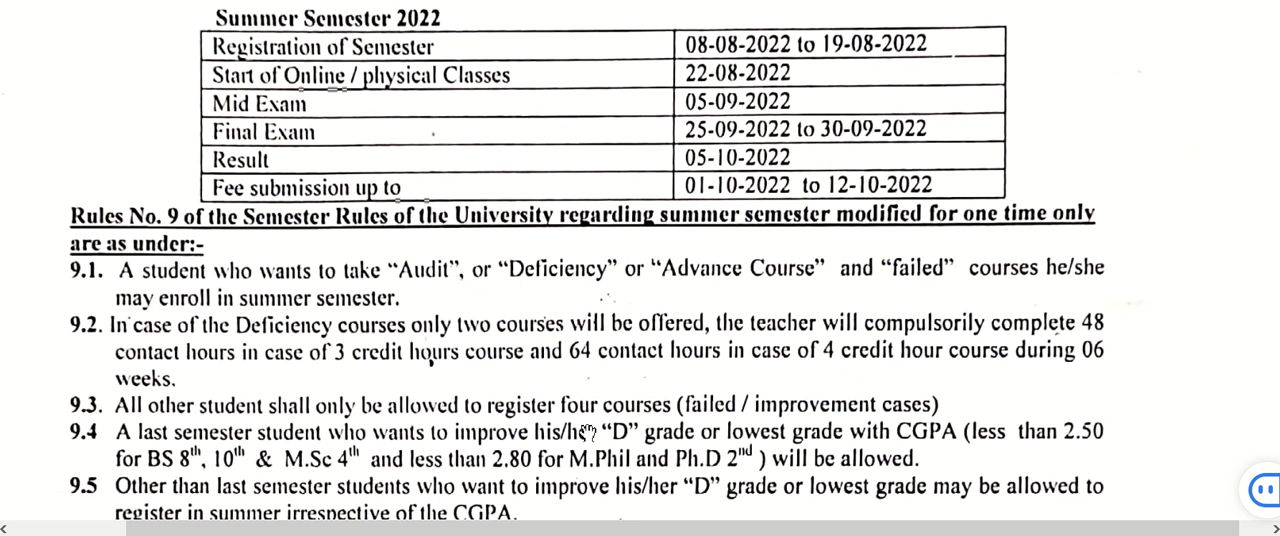 Summer Semester 2022
Registration of Semester 08-08-2022 to 19-08-2022
Start of Online / physical Classes 22-08-2022
Mid Exam 05-09-2022
Final Exam 25-09-2022 to 30-09-2022
Result 05-10-2022
Fee submission up to 01-10-2022 to 12-10-2022
Rules No. 9 of the Semester Rules of the University regarding summer semester modified for one time only
are as under:-
9.1. A student who wants to take “Audit”, or “Deficiency” or “Advance Course” and “failed” courses he/she
may enroll in summer semester.
9.2. In case of the Deficiency courses only two courses will be offered, the teacher will compulsorily complete 48
contact hours in case of 3 credit hours course and 64 contact hours in case of 4 credit hour course during 06
weeks.
9.3. All other student shall only be allowed to register four courses (failed / improvement cases)
9.4 A last semester student who wants to improve his/her “D” grade or lowest grade with CGPA (less than 2.50
for BS 8th, 10th & M.Sc 4th and less than 2.80 for M.Phil and Ph.D 2nd ) will be allowed.
9.5 Other than last semester students who want to improve his/her “D” grade or lowest grade may be allowed to
register in summer irrespective of the CGPA.